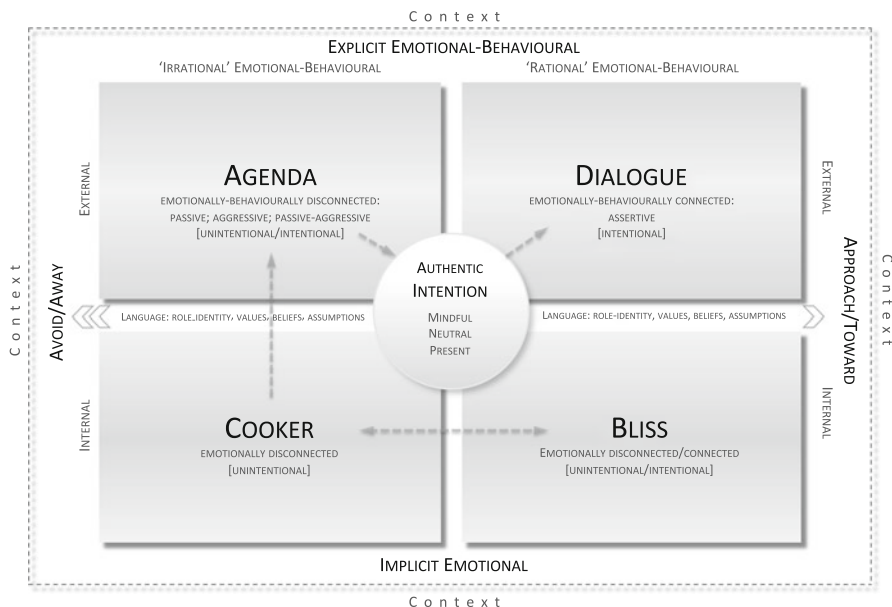 Context
EXPLICIT EMOTIONAL-BEHAVIOURAL
'IRRATIONAL' EMOTIONAL-BEHAVIOURAL
'RATIONAL' EMOTIONAL-BEHAVIOURAL
EXTERNAL
AGENDA
EMOTIONALLY-BEHAVIOURALLY DISCONNECTED:
PASSIVE; AGGRESSIVE; PASSIVE-AGGRESSIVE
[UNINTENTIONAL/INTENTIONAL]
DIALOGUE
EMOTIONALLY-BEHAVIOURALLY CONNECTED:
ASSERTIVE
[INTENTIONAL]
EXTERNAL
AUTHENTIC
INTENTION
MINDFUL
NEUTRAL
PRESENT
Context
AVOID/AWAY
LANGUAGE: ROLE-IDENTITY, VALUES, BELIEFS, ASSUMPTIONS
LANGUAGE: ROLE-IDENTITY, VALUES, BELIEFS, ASSUMPTIONS
APPROACH/TOWARD
Context
INTERNAL
COOKER
EMOTIONALLY DISCONNECTED
[UNINTENTIONAL]
BLISS
EMOTIONALLY DISCONNECTED/CONNECTED
[UNINTENTIONAL/INTENTIONAL]
INTERNAL
IMPLICIT EMOTIONAL
Context